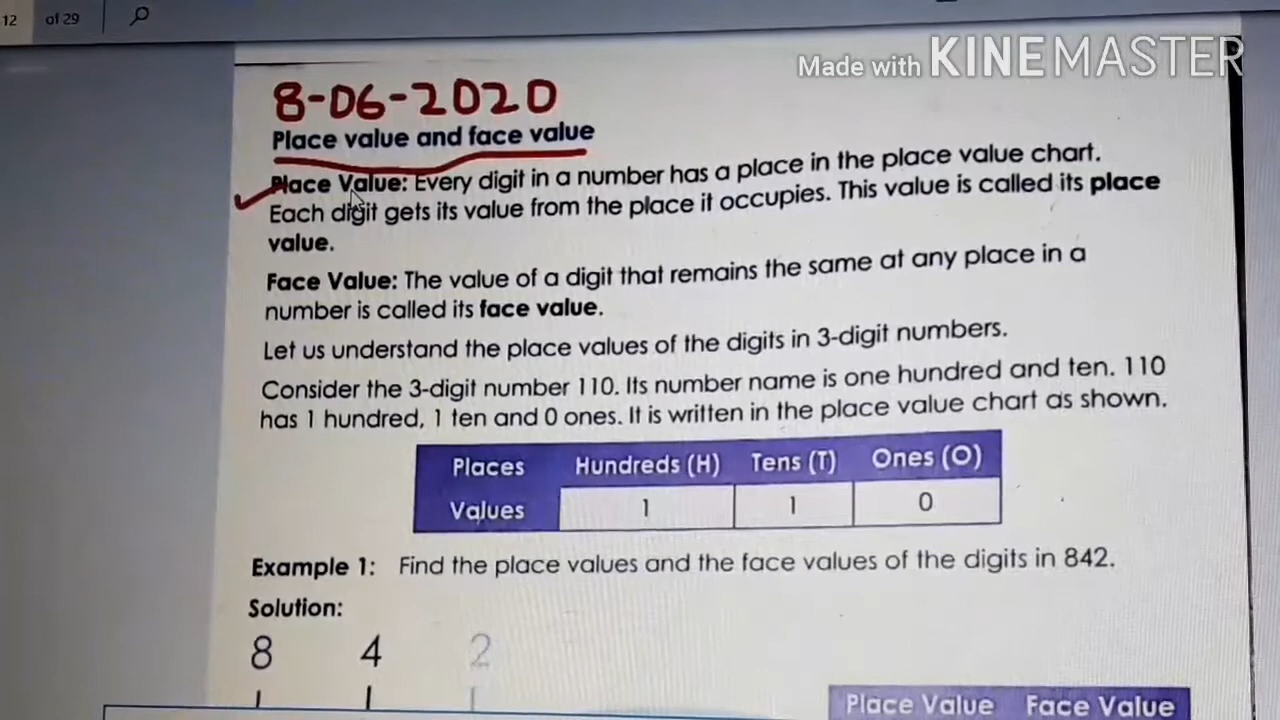 12 of 29
Made with KINEMASTER
8-06-2020
Place value and face value
Place Value: Every digit in a number has a place in the place value chart.
Each digit gets its value from the place it occupies. This value is called its place
value.
Face Value: The value of a digit that remains the same at any place in a
number is called its face value.
Let us understand the place values of the digits in 3-digit numbers.
Consider the 3-digit number 110. Its number name is one hundred and ten. 110
has 1 hundred, 1 ten and 0 ones. It is written in the place value chart as shown.
Places Hundreds (H) Tens (T) Ones (O)
Values 1 1 0
Example 1: Find the place values and the face values of the digits in 842.
Solution:
8 4 2
Place Value Face Value